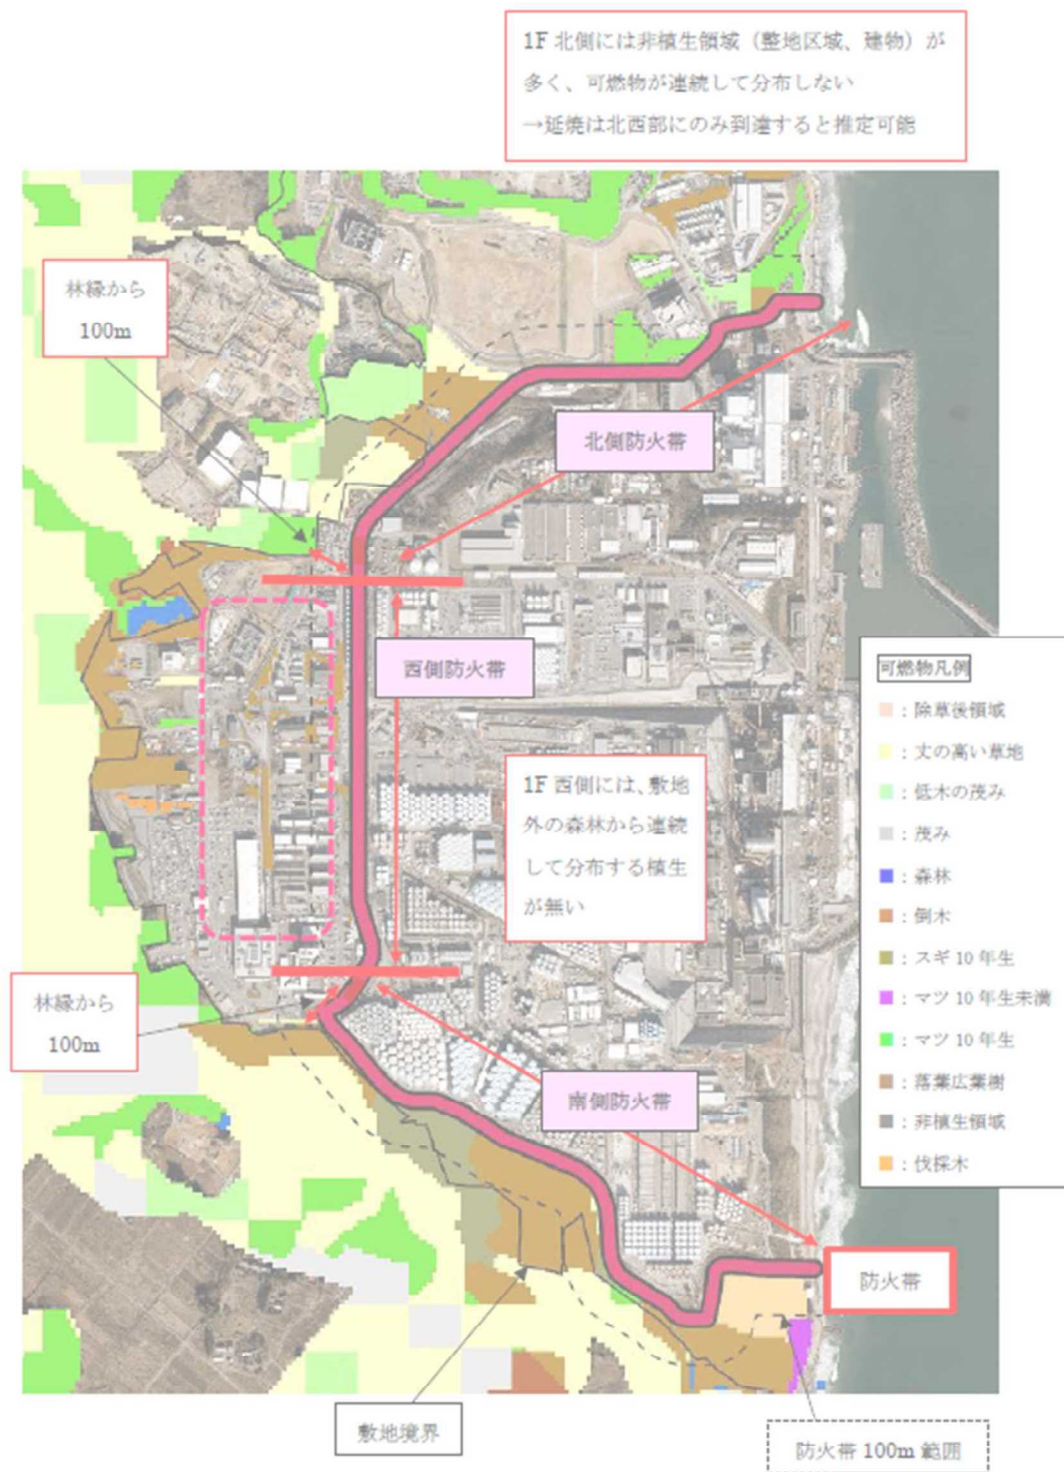 1F 北側には非植生領域（整地区域、建物）が
多く、可燃物が連続して分布しない
→延焼は北西部にのみ到達すると推定可能
林縁から
100m
北側防火帯
西側防火帯
可燃物凡例
：除草後領域
：丈の高い草地
：低木の茂み
：茂み
：森林
：倒木
：スギ 10 年生
：マツ 10 年生未満
：マツ 10 年生
：落葉広葉樹
：非植生領域
：伐採木
1F 西側には、敷地
外の森林から連続
して分布する植生
が無い
林縁から
100m
南側防火帯
防火帯
敷地境界
防火帯 100m 範囲